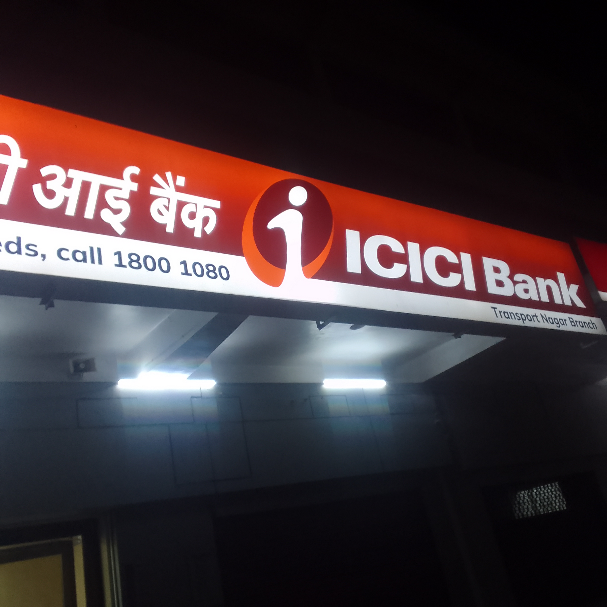 आई बैंक
ICICI Bank
call 1800 1080
Transport Nagar Branch